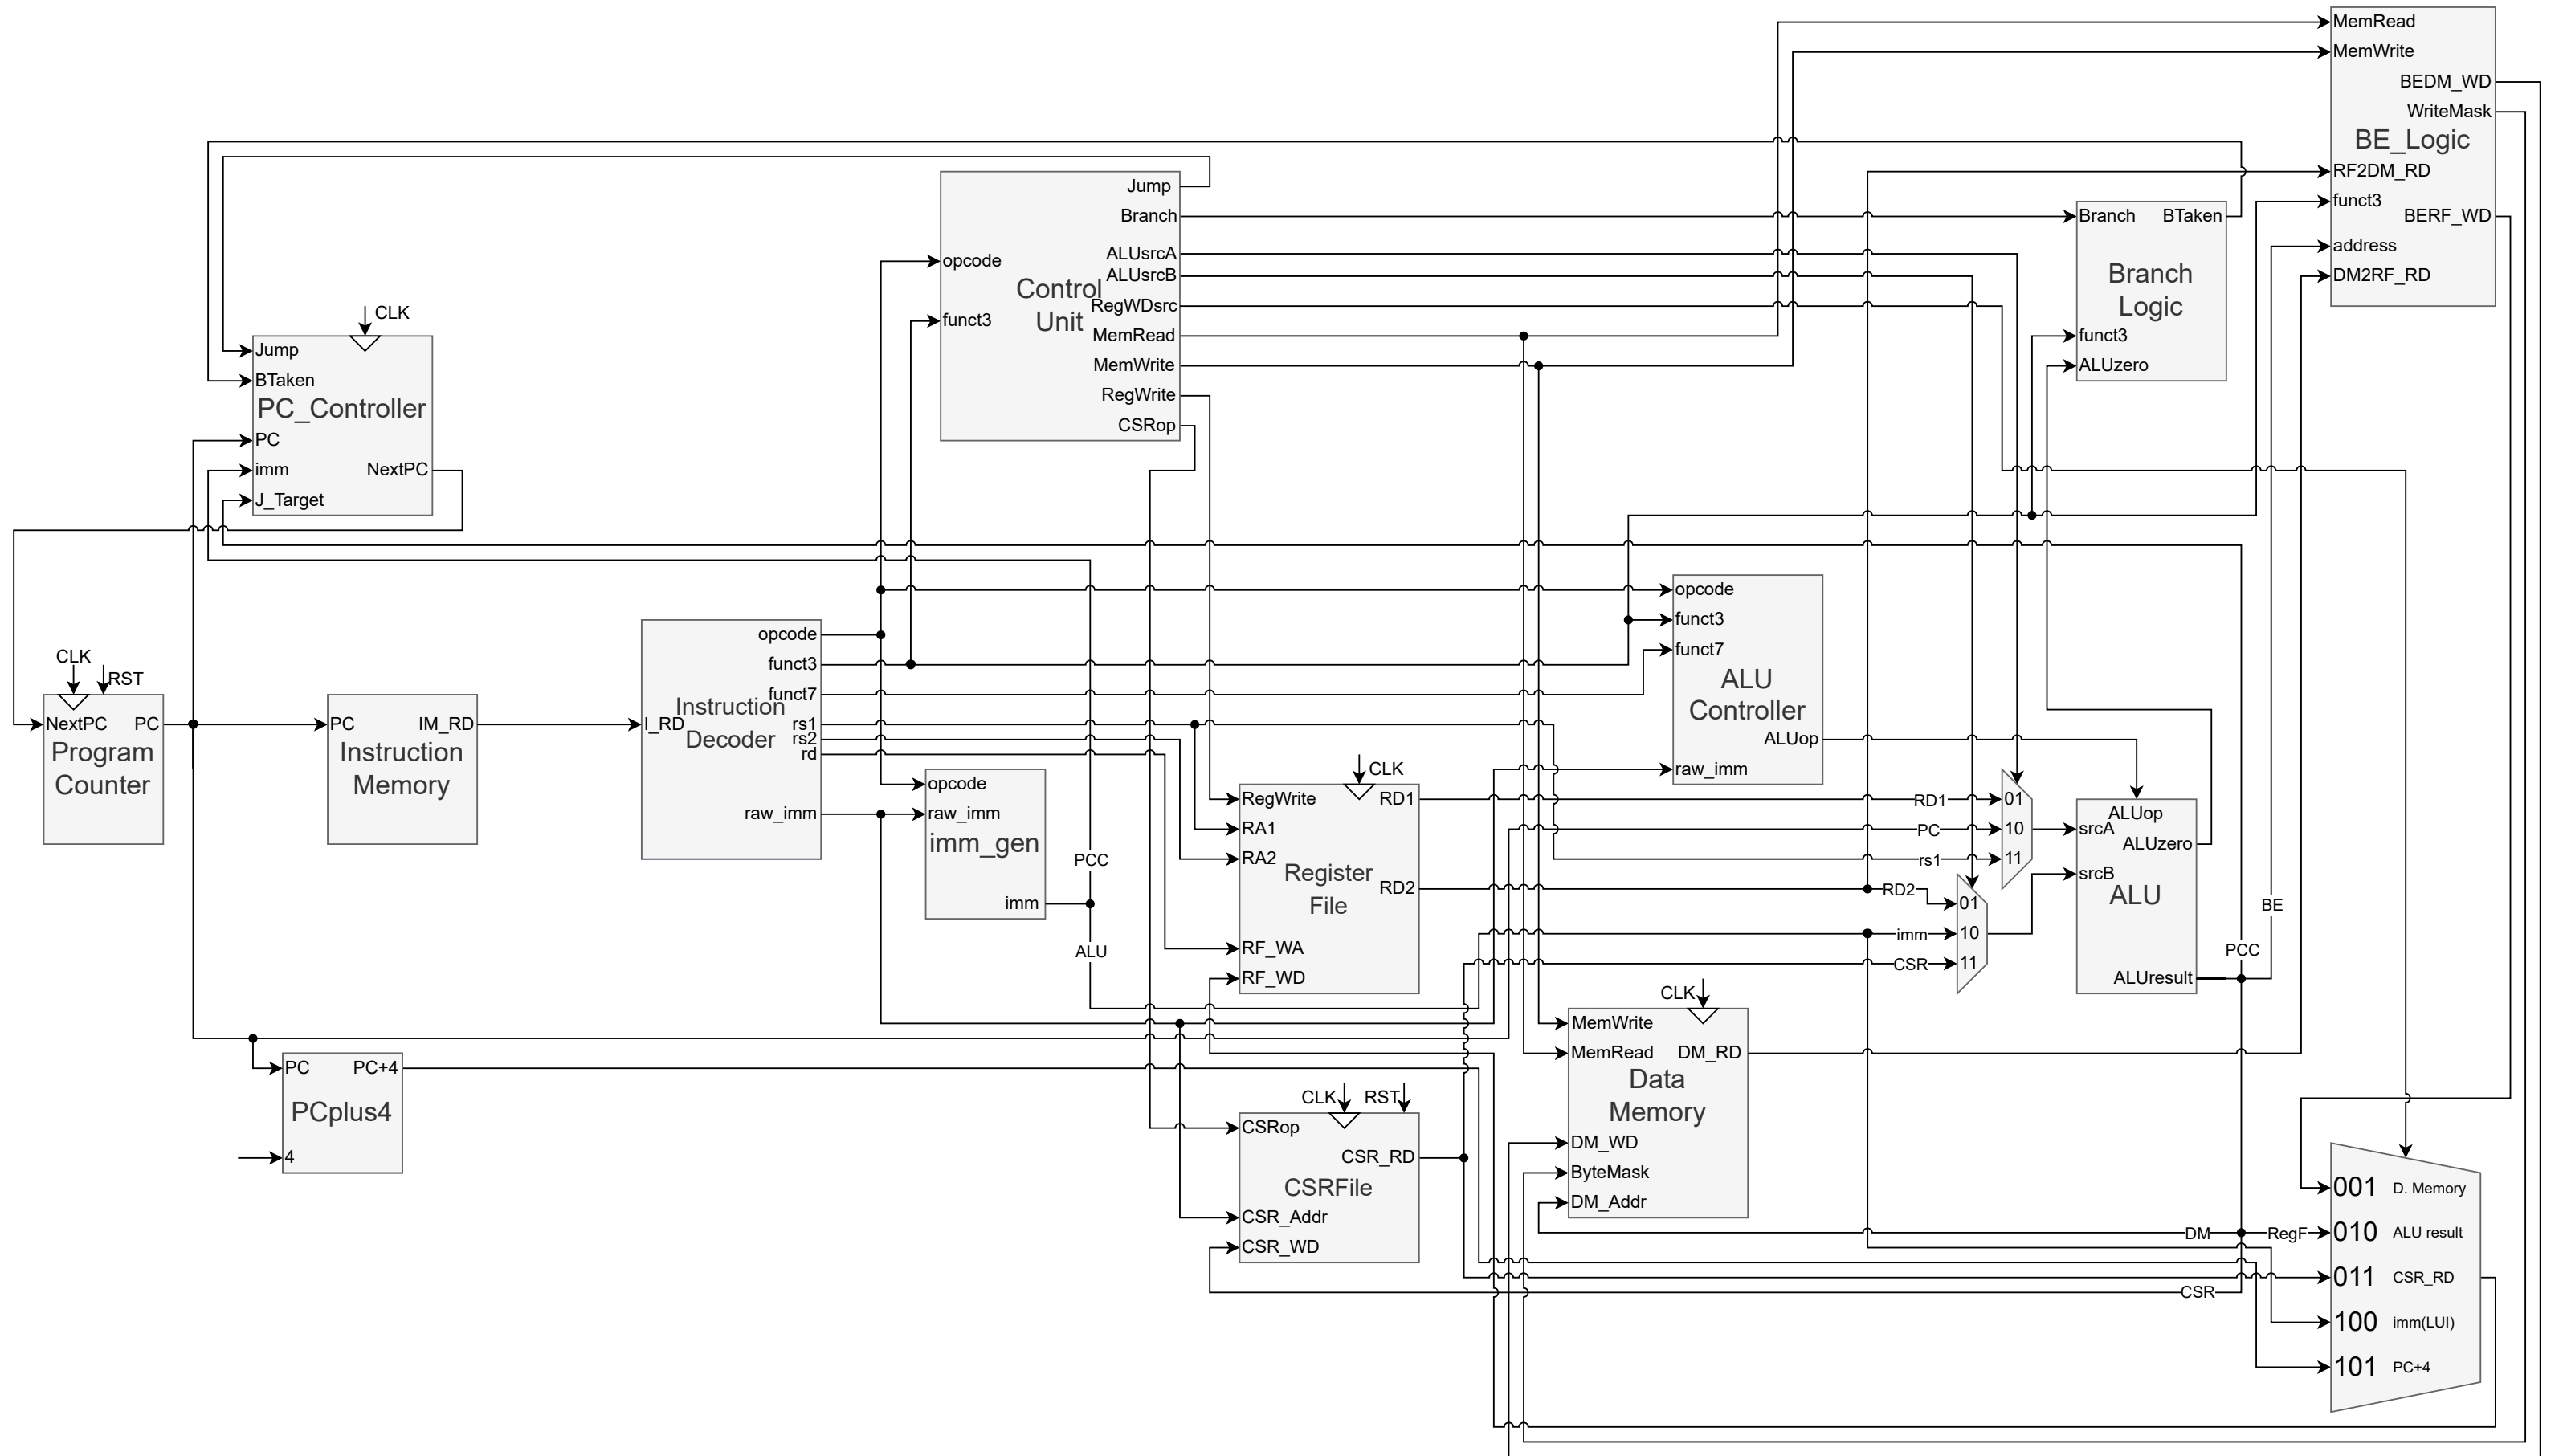 MemRead
MemWrite
BEDM_WD
WriteMask
BE_Logic
RF2DM_RD
funct3
BERF_WD
address
DM2RF_RD
Jump
Branch
ALUsrcA
ALUsrcB
RegWDsrc
MemRead
MemWrite
RegWrite
CSRop
opcode
funct3
Control
Unit
Branch
BTaken
Branch
Logic
funct3
ALUzero
CLK
Jump
BTaken
PC_Controller
PC
imm
NextPC
J_Target
CLK
RST
NextPC
PC
Program
Counter
PC
IM_RD
Instruction
Memory
I_RD
Instruction
Decoder
opcode
funct3
funct7
rs1
rs2
rd
raw_imm
opcode
raw_imm
imm_gen
imm
PCC
ALU
opcode
funct3
funct7
ALU
Controller
ALUop
raw_imm
CLK
RegWrite
RD1
RA1
RA2
Register
File
RD2
RF_WA
RF_WD
RD1
PC
rs1
01
10
11
RD2
imm
CSR
01
10
11
ALUop
srcA
ALUzero
srcB
ALU
ALUresult
PCC
BE
CLK
MemWrite
MemRead
DM_RD
Data
Memory
DM_WD
ByteMask
DM_Addr
PC
PC+4
PCplus4
4
CLK
RST
CSRop
CSR_RD
CSRFile
CSR_Addr
CSR_WD
DM
RegF
CSR
001 D. Memory
010 ALU result
011 CSR_RD
100 imm(LUI)
101 PC+4